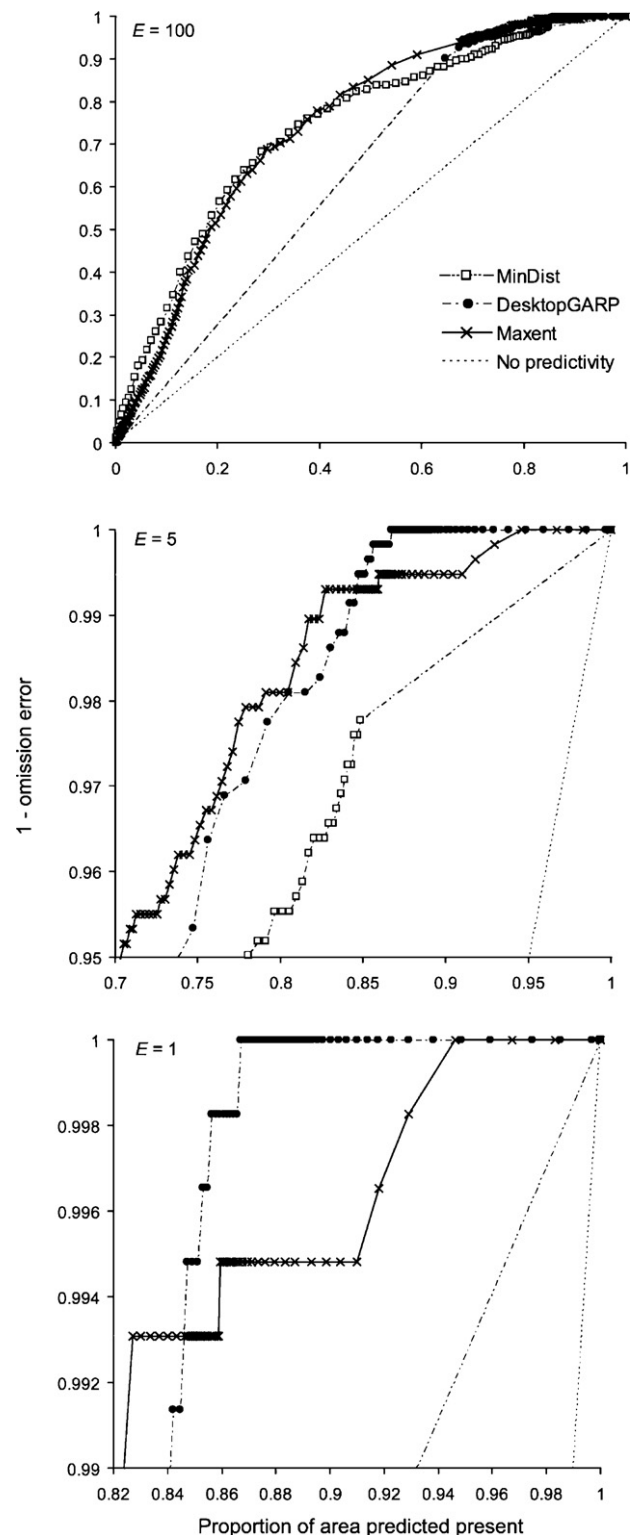 E = 100
1
0.9
0.8
0.7
0.6
0.5
0.4
0.3
0.2
0.1
0
0 0.2 0.4 0.6 0.8 1
MinDist
DesktopGARP
Maxent
No predictivity
1 - omission error
E = 5
1
0.99
0.98
0.97
0.96
0.95
0.7 0.75 0.8 0.85 0.9 0.95 1
E = 1
1
0.998
0.996
0.994
0.992
0.99
0.82 0.84 0.86 0.88 0.9 0.92 0.94 0.96 0.98 1
Proportion of area predicted present